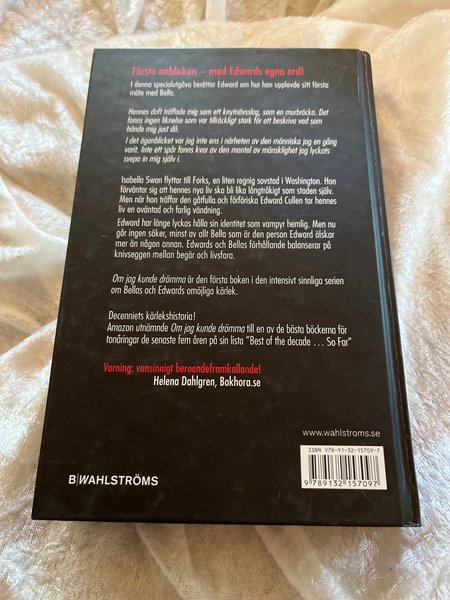 Första anblicken – med Edwards egna ord!
I denna specialutgåva berättar Edward om hur han upplevde sitt första
möte med Bella.
Hennes doft träffade mig som ett knytnävsslag, som en murbräcka. Det
fanns ingen liknelse som var tillräckligt stark för att beskriva vad som
hände mig just då.
I det ögonblicket var jag inte ens i närheten av den människa jag en gång
varit. Inte ett spår fanns kvar av den mantel av mänsklighet jag lyckats
svepa in mig själv i.
Isabella Swan flyttar till Forks, en liten regnig sovstad i Washington. Hon
förväntar sig att hennes nya liv ska bli lika långtråkigt som staden själv.
Men när hon träffar den gåtfulla och förföriska Edward Cullen tar hennes
liv en oväntad och farlig vändning.
Edward har länge lyckas hålla sin identitet som vampyr hemlig. Men nu
går ingen säker, minst av allt Bella som är den person Edward älskar
mer än någon annan. Edwards och Bellas förhållande balanserar på
knivseggen mellan begär och livsfara.
Om jag kunde drömma är den första boken i den intensivt sinnliga serien
om Bellas och Edwards omöjliga kärlek.
Decenniets kärlekshistoria!
Amazon utnämnde Om jag kunde drömma till en av de bästa böckerna för
tonåringar de senaste fem åren på sin lista "Best of the decade ... So Far"
Varning: vansinnigt beroendeframkallande!
Helena Dahlgren, Bokhora.se
www.wahlstroms.se
ISBN 978-91-32-15709-7
9 789132 157097
B|WAHLSTRÖMS